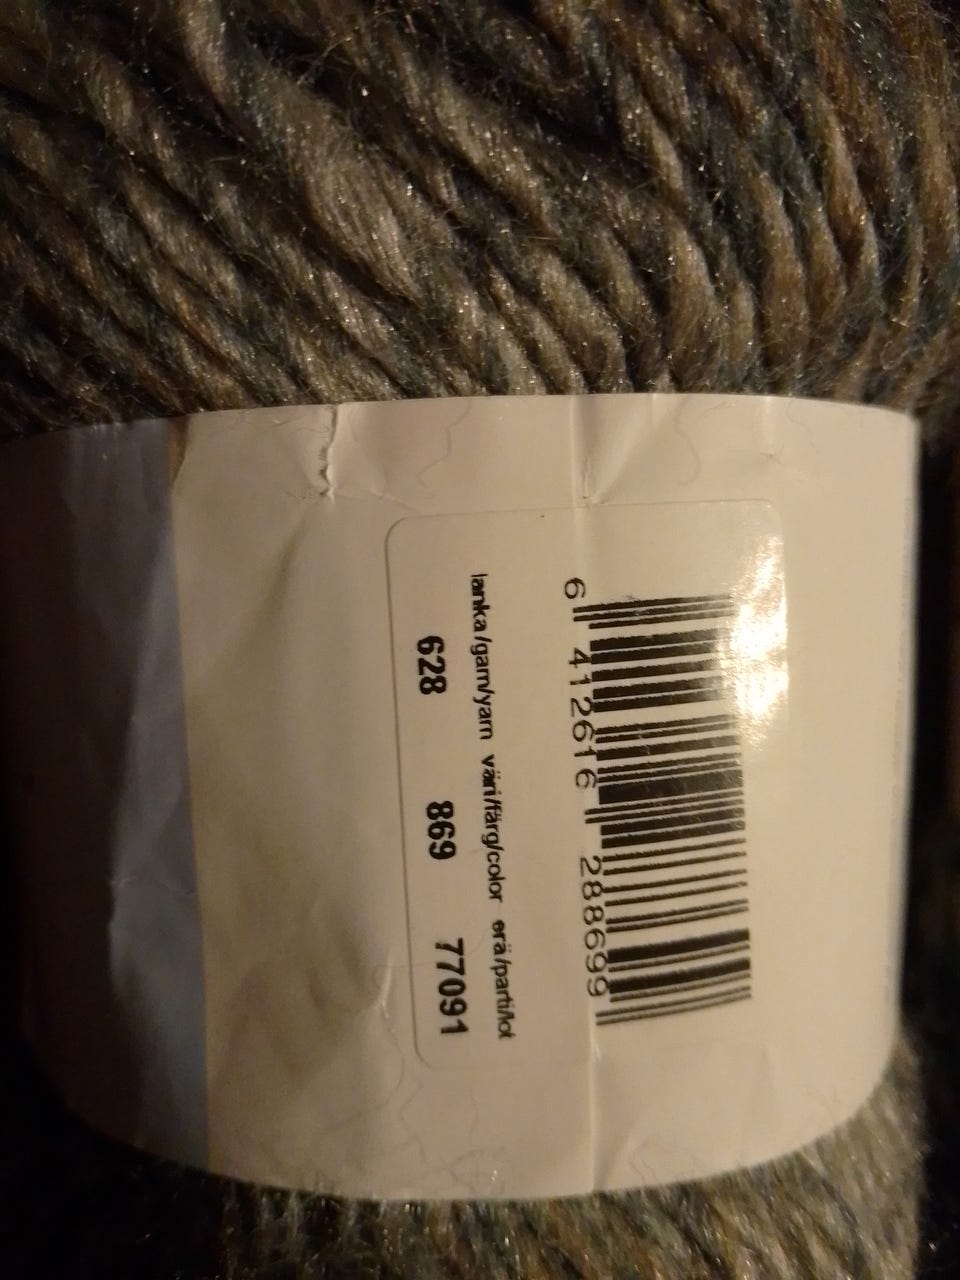 6 412616 288699
lanka/garn/yarn väri/färg/color erä/parti/lot
628 869 77091